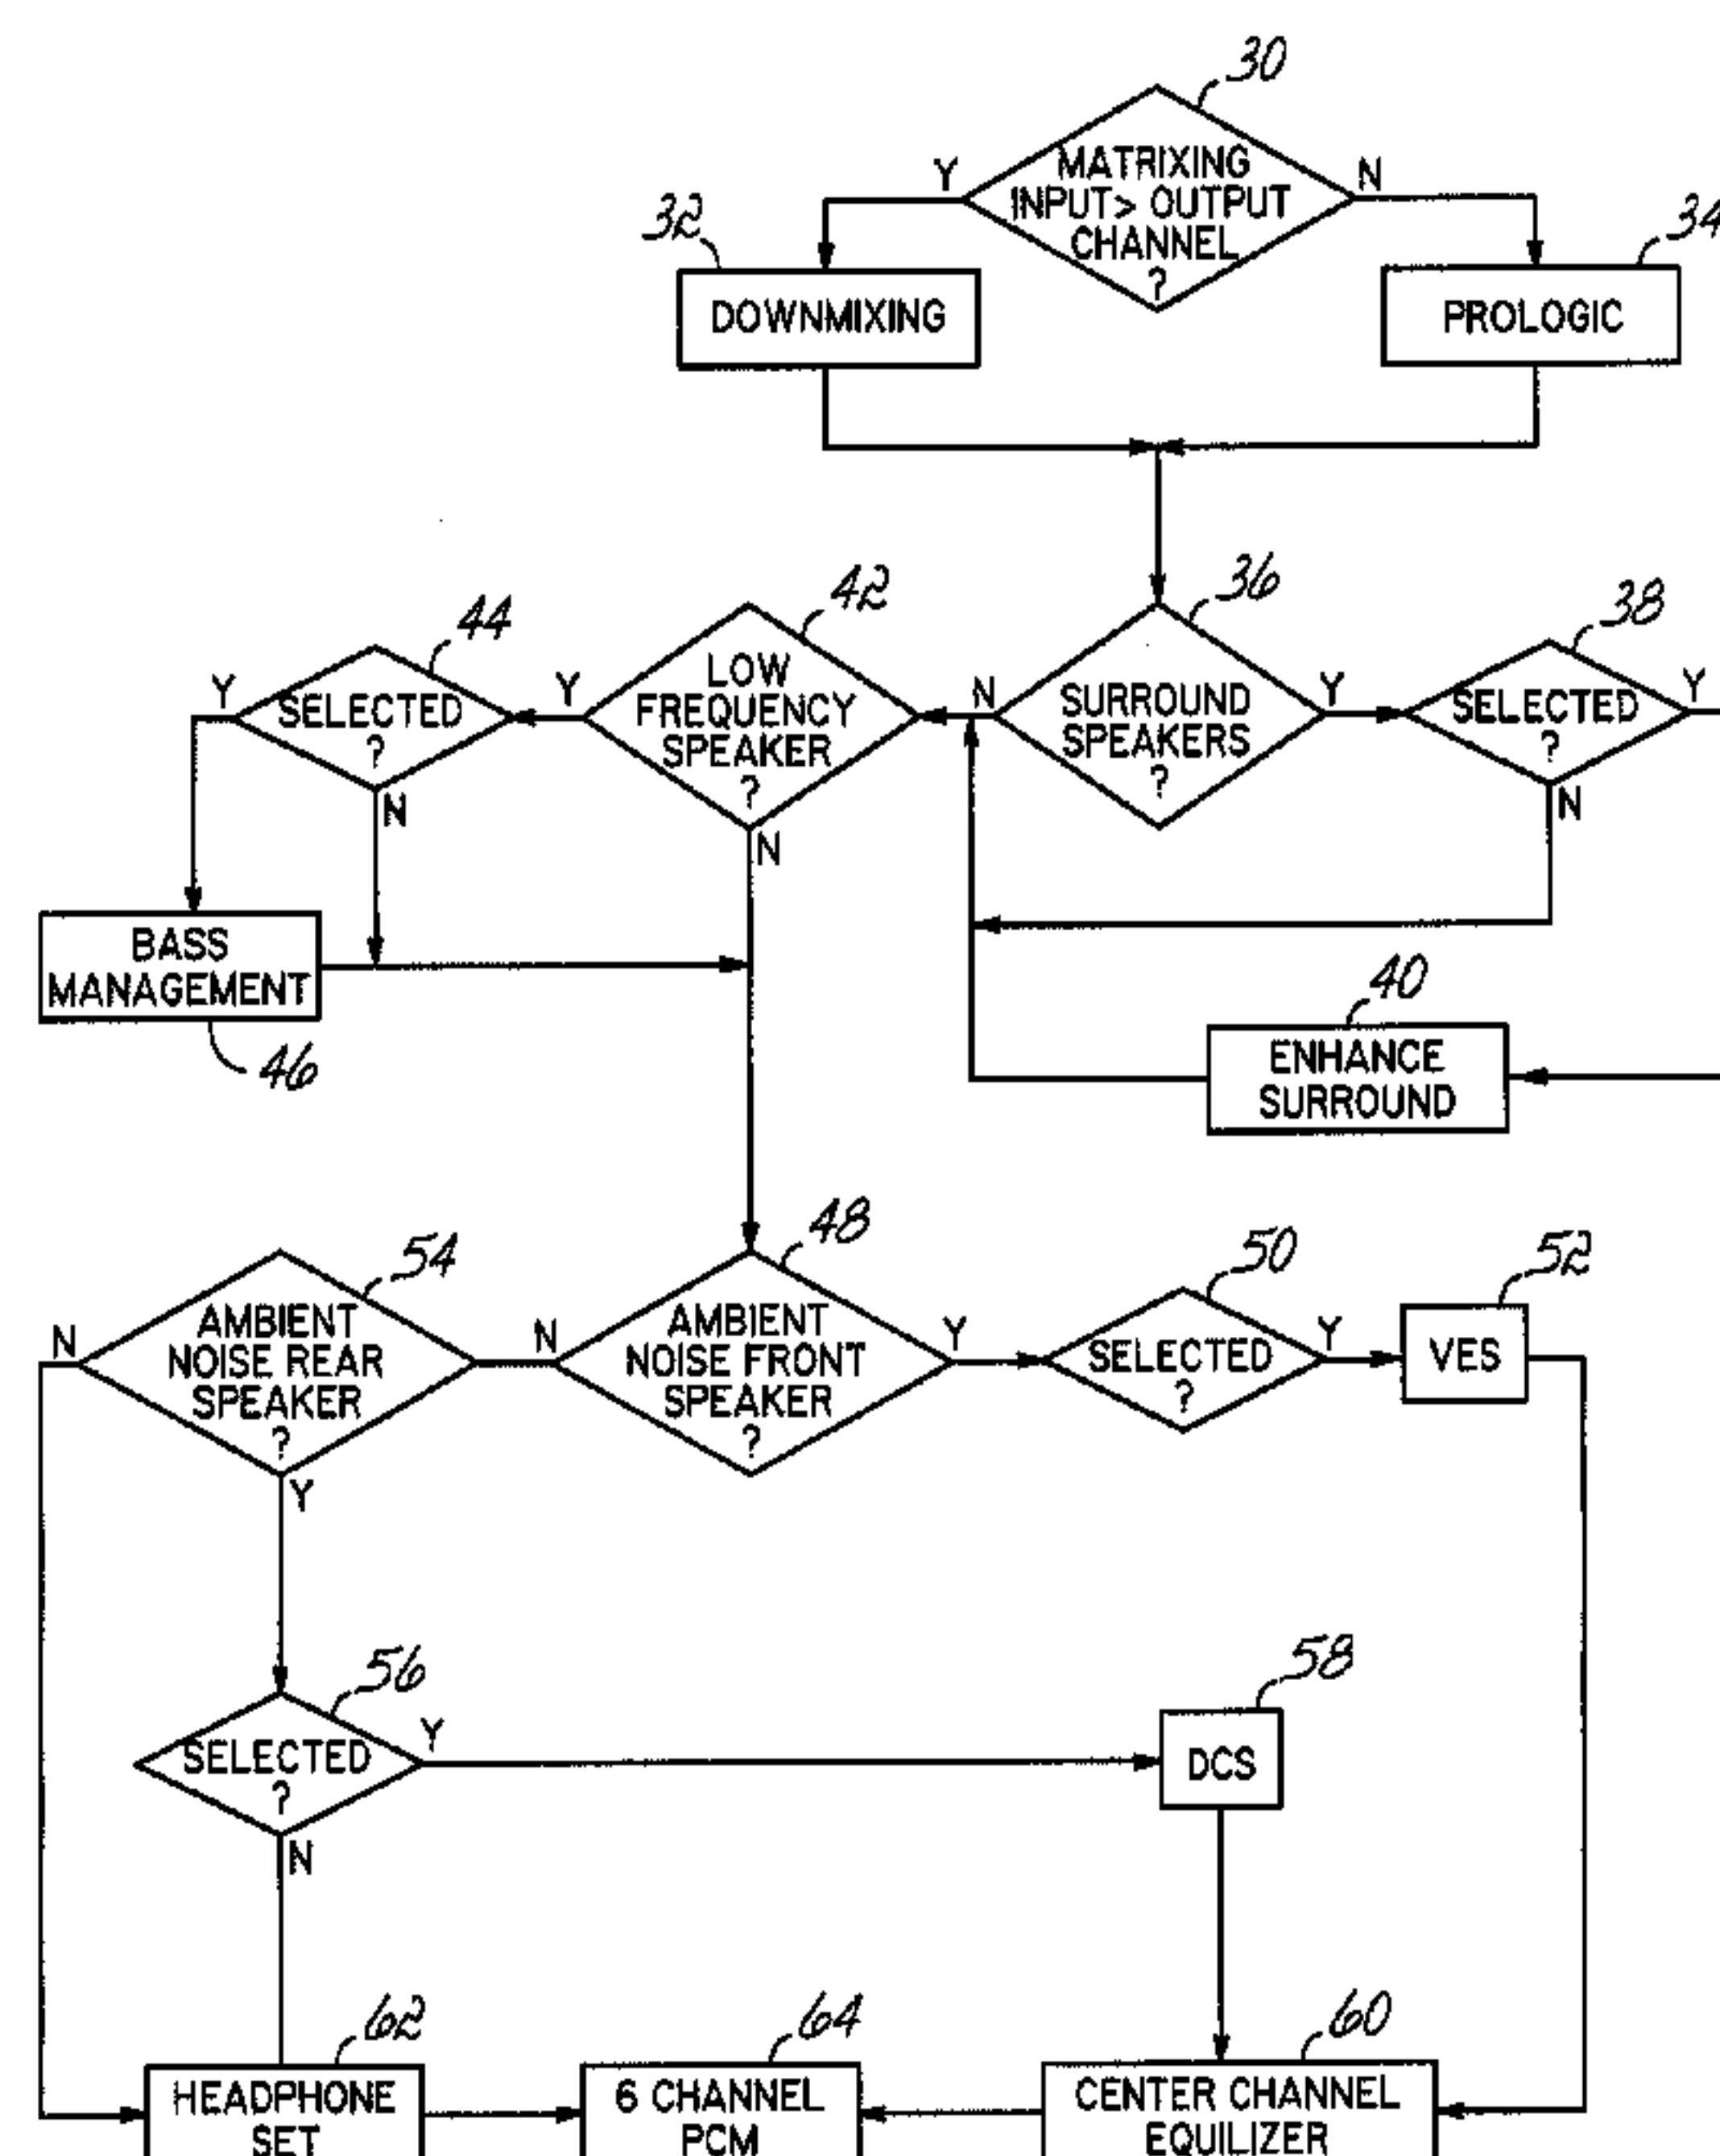 30
MATRIXING
INPUT> OUTPUT
CHANNEL
?
Y
N
32
DOWNMIXING
34
PROLOGIC
36
SURROUND
SPEAKERS
?
N
Y
38
SELECTED
?
Y
N
42
LOW
FREQUENCY
SPEAKER
?
Y
N
44
SELECTED
?
Y
N
BASS
MANAGEMENT
46
40
ENHANCE
SURROUND
48
AMBIENT
NOISE FRONT
SPEAKER
?
N
Y
50
SELECTED
?
Y
52
VES
54
AMBIENT
NOISE REAR
SPEAKER
?
N
Y
56
SELECTED
?
Y
N
58
DCS
62
HEADPHONE
SET
64
6 CHANNEL
PCM
60
CENTER CHANNEL
EQUILIZER